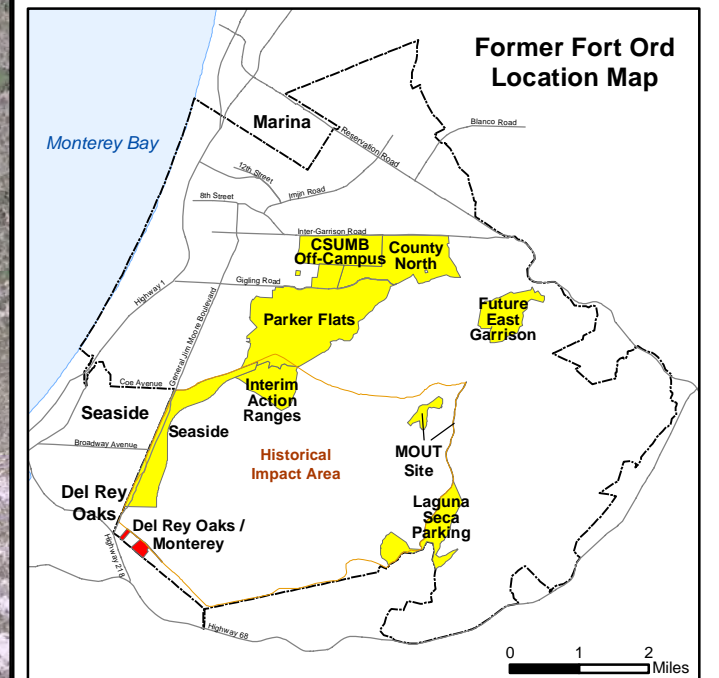 Former Fort Ord
Location Map
Monterey Bay
Marina
Blanco Road
Reservation Road
12th Street
Imjin Road
8th Street
Inter-Garrison Road
CSUMB
Off-Campus
County
North
Gigling Road
Highway 1
General Jim Moore Boulevard
Parker Flats
Future
East
Garrison
Coe Avenue
Interim
Action
Ranges
Seaside
Seaside
Broadway Avenue
Historical
Impact Area
MOUT
Site
Del Rey
Oaks
Del Rey Oaks /
Monterey
Laguna
Seca
Parking
Highway 218
Highway 68
0 1 2
Miles